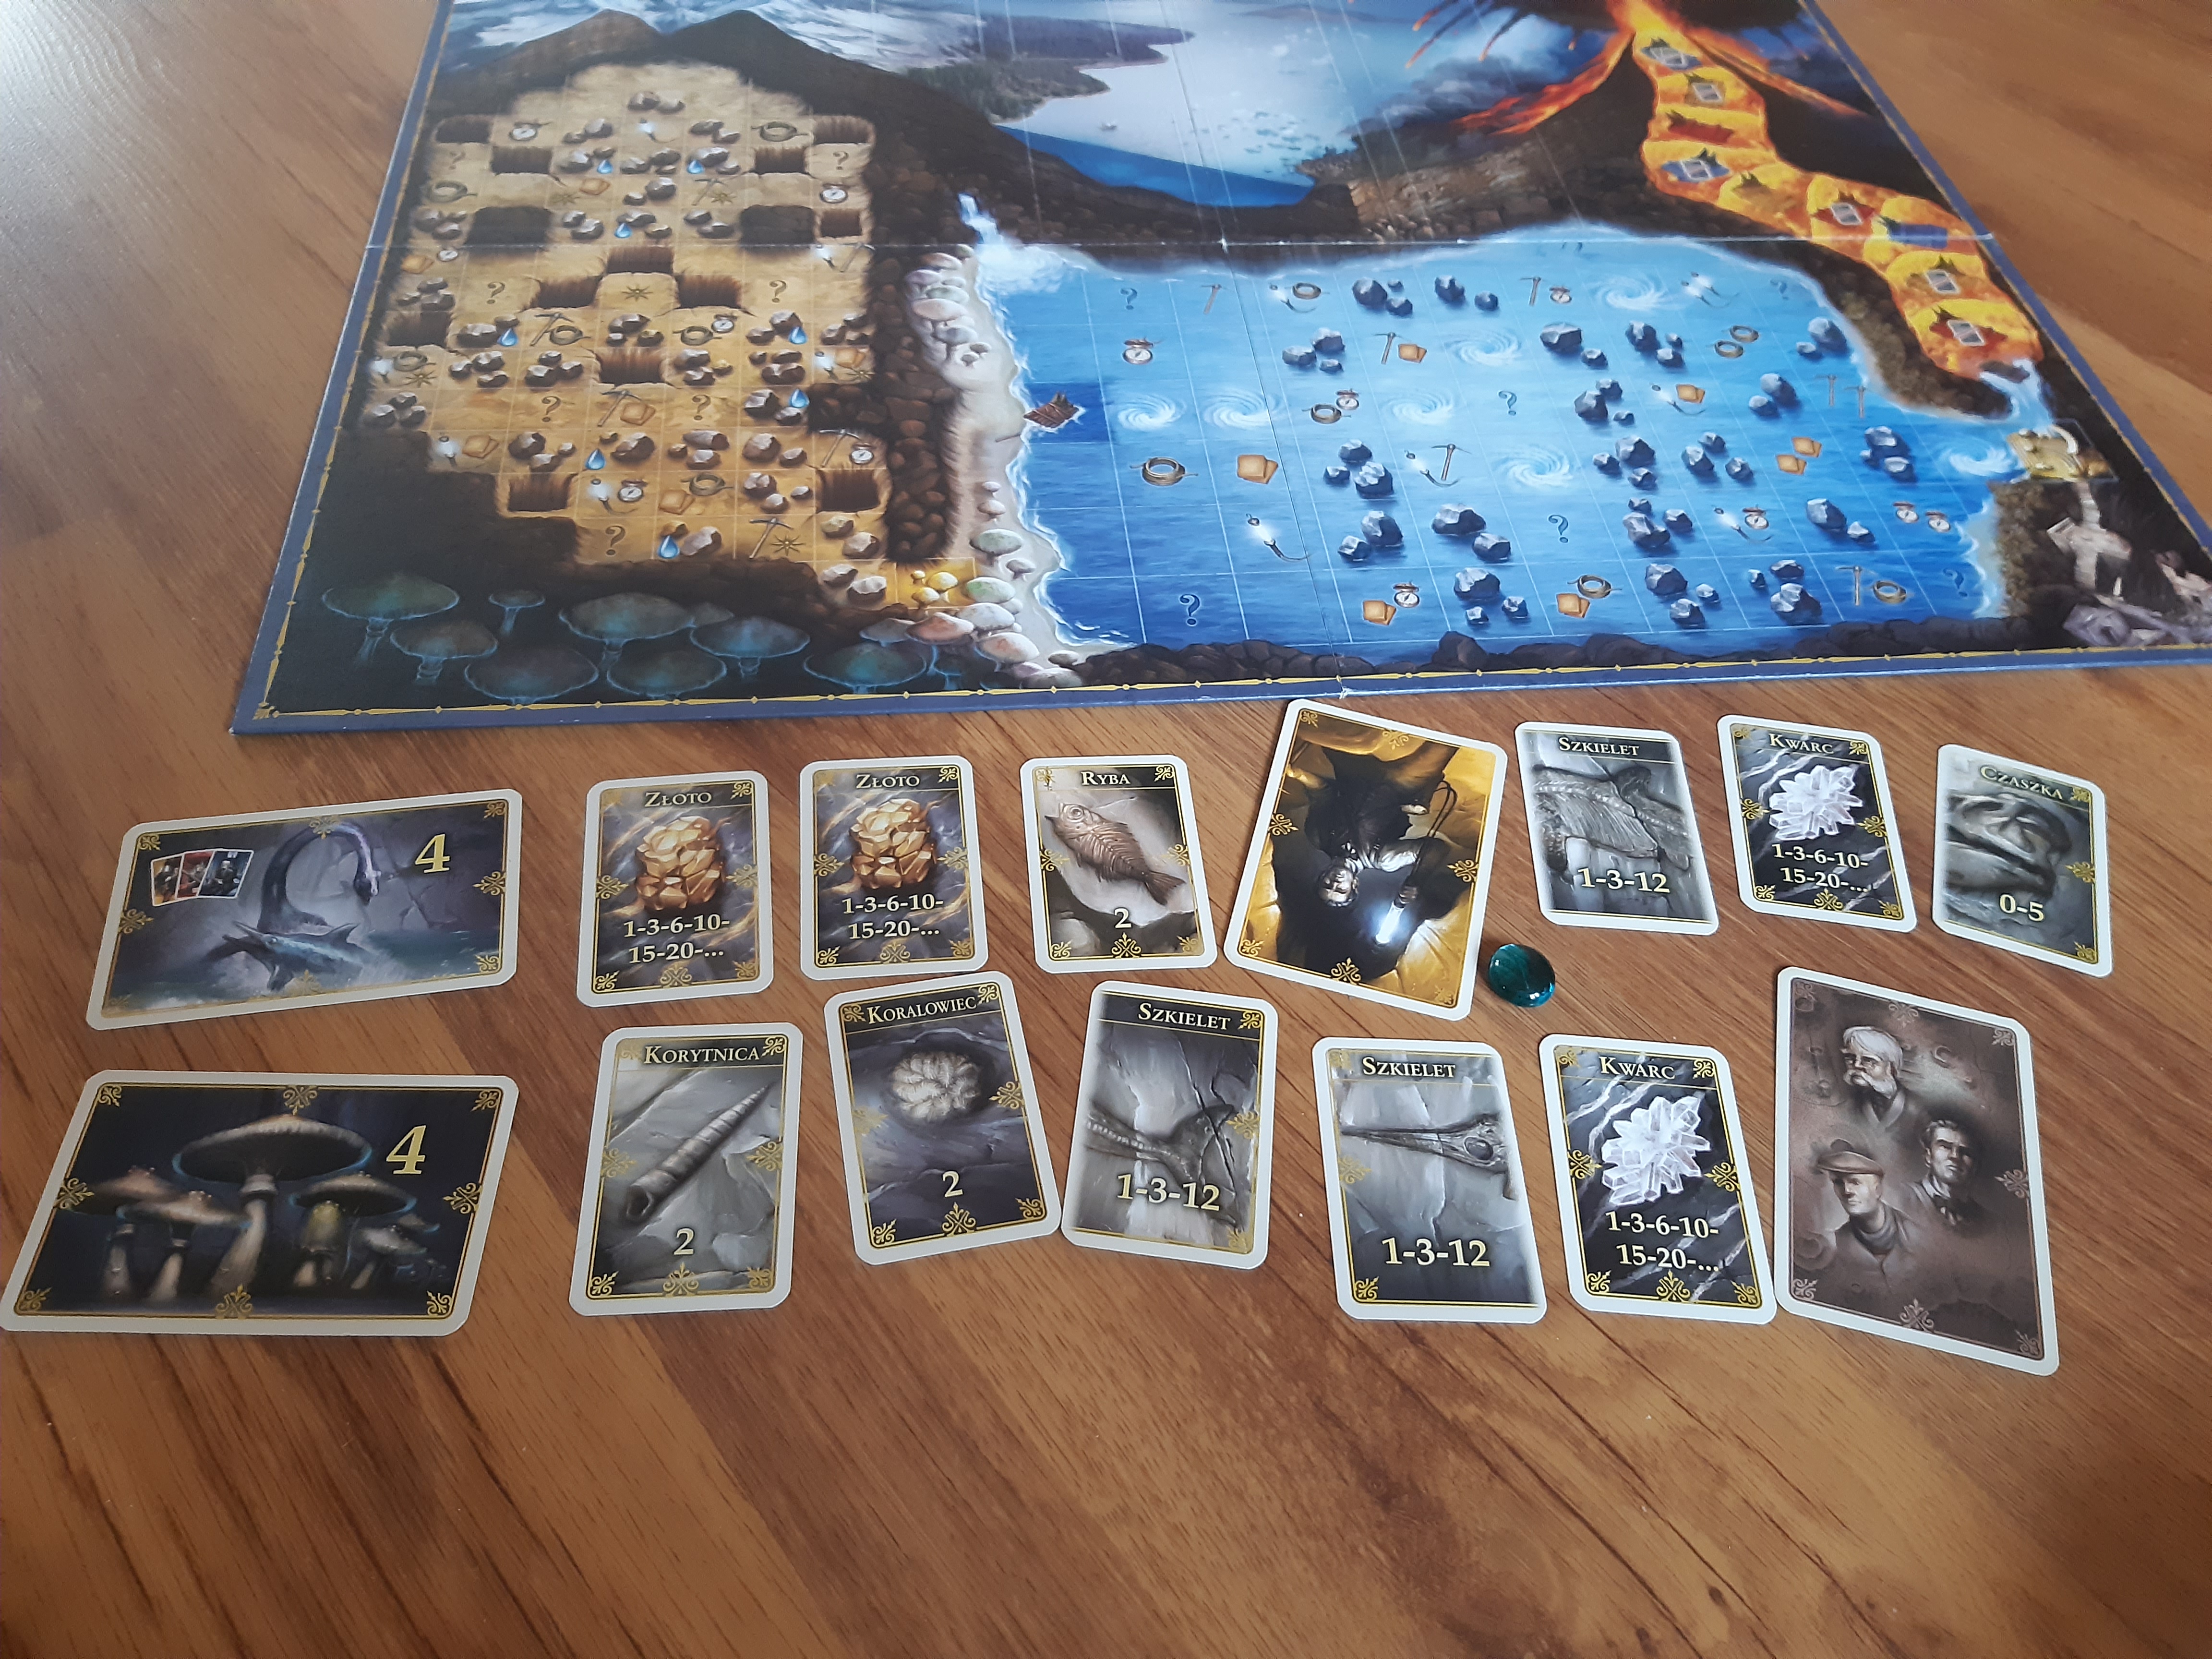 4
ZŁOTO
1-3-6-10-
15-20-...
ZŁOTO
1-3-6-10-
15-20-...
RYBA
2
SZKIELET
1-3-12
KWARC
1-3-6-10-
15-20-...
CZASZKA
0-5
4
KORYTNICA
2
KORALOWIEC
2
SZKIELET
1-3-12
SZKIELET
1-3-12
KWARC
1-3-6-10-
15-20-...
?
?
?
?
?
?
?
?
?
?
?
?
?